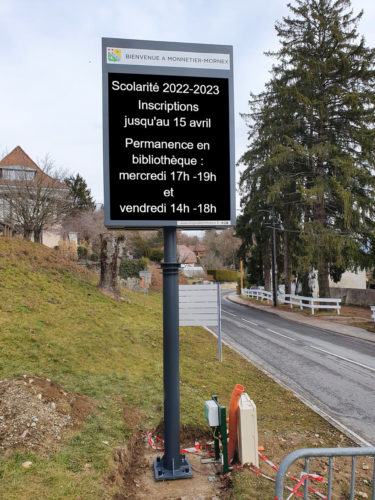 BIENVENUE A MONNETIER-MORNEX
Scolarité 2022-2023
Inscriptions
jusqu'au 15 avril
Permanence en
bibliothèque :
mercredi 17h -19h
et
vendredi 14h -18h